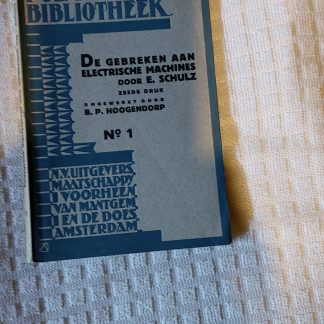 BIBLIOTHEEK
DE GEBREKEN AAN
ELECTRISCHE MACHINES
DOOR E. SCHULZ
ZESDE DRUK
OMGEWERKT DOOR
B. P. HOOGENDORP
Nº 1
N.V. UITGEVERS
MAATSCHAPPY
VOORHEEN
VAN MANTGEM
EN DE DOES
AMSTERDAM